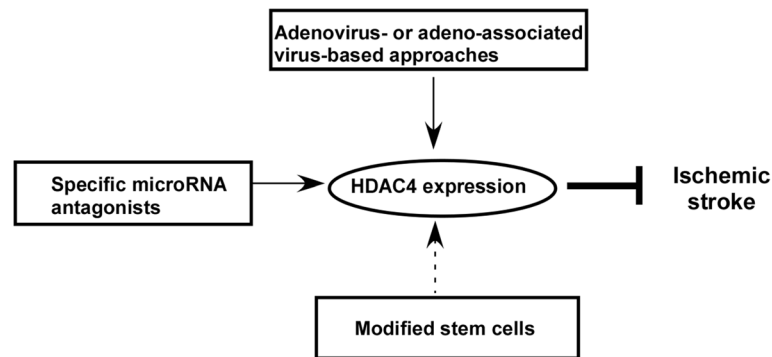 Adenovirus- or adeno-associated
virus-based approaches
Specific microRNA
antagonists
HDAC4 expression
Ischemic
stroke
Modified stem cells